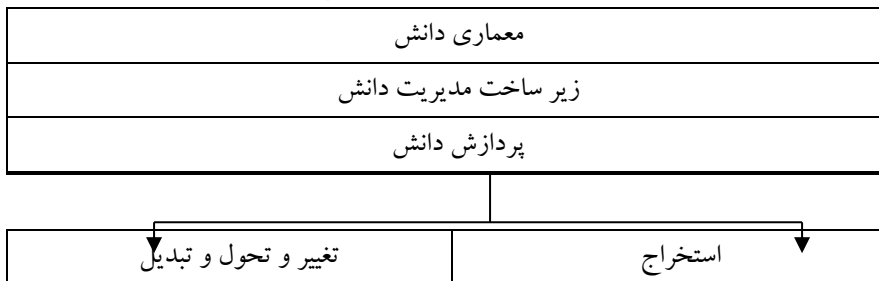 معماری دانش
زیر ساخت مدیریت دانش
پردازش دانش
استخراج
تغییر و تحول و تبدیل